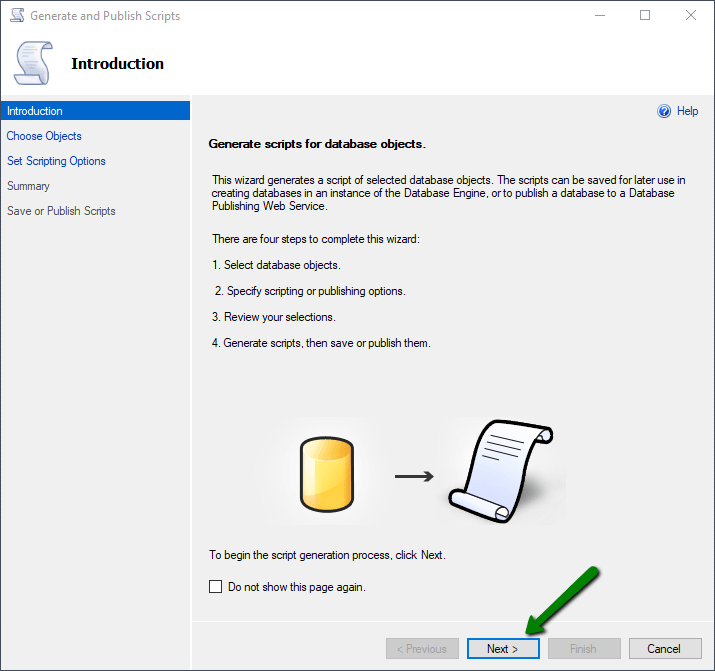 Generate and Publish Scripts
Introduction
Introduction
Choose Objects
Set Scripting Options
Summary
Save or Publish Scripts
Help
Generate scripts for database objects.
This wizard generates a script of selected database objects. The scripts can be saved for later use in
creating databases in an instance of the Database Engine, or to publish a database to a Database
Publishing Web Service.
There are four steps to complete this wizard:
1. Select database objects.
2. Specify scripting or publishing options.
3. Review your selections.
4. Generate scripts, then save or publish them.
To begin the script generation process, click Next.
Do not show this page again.
< Previous
Next >
Finish
Cancel